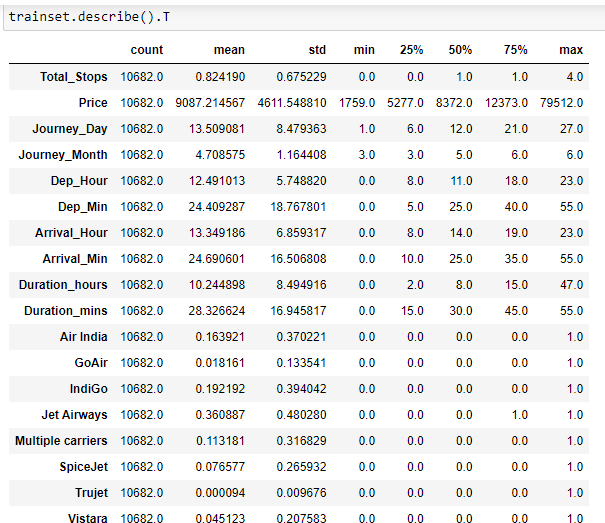 trainset.describe().T
count mean std min 25% 50% 75% max
Total_Stops 10682.0 0.824190 0.675229 0.0 0.0 1.0 1.0 4.0
Price 10682.0 9087.214567 4611.548810 1759.0 5277.0 8372.0 12373.0 79512.0
Journey_Day 10682.0 13.509081 8.479363 1.0 6.0 12.0 21.0 27.0
Journey_Month 10682.0 4.708575 1.164408 3.0 3.0 5.0 6.0 6.0
Dep_Hour 10682.0 12.491013 5.748820 0.0 8.0 11.0 18.0 23.0
Dep_Min 10682.0 24.409287 18.767801 0.0 5.0 25.0 40.0 55.0
Arrival_Hour 10682.0 13.349186 6.859317 0.0 8.0 14.0 19.0 23.0
Arrival_Min 10682.0 24.690601 16.506808 0.0 10.0 25.0 35.0 55.0
Duration_hours 10682.0 10.244898 8.494916 0.0 2.0 8.0 15.0 47.0
Duration_mins 10682.0 28.326624 16.945817 0.0 15.0 30.0 45.0 55.0
Air India 10682.0 0.163921 0.370221 0.0 0.0 0.0 0.0 1.0
GoAir 10682.0 0.018161 0.133541 0.0 0.0 0.0 0.0 1.0
IndiGo 10682.0 0.192192 0.394042 0.0 0.0 0.0 0.0 1.0
Jet Airways 10682.0 0.360887 0.480280 0.0 0.0 0.0 1.0 1.0
Multiple carriers 10682.0 0.113181 0.316829 0.0 0.0 0.0 0.0 1.0
SpiceJet 10682.0 0.076577 0.265932 0.0 0.0 0.0 0.0 1.0
Trujet 10682.0 0.000094 0.009676 0.0 0.0 0.0 0.0 1.0
Vistara 10682.0 0.045123 0.207583 0.0 0.0 0.0 0.0 1.0